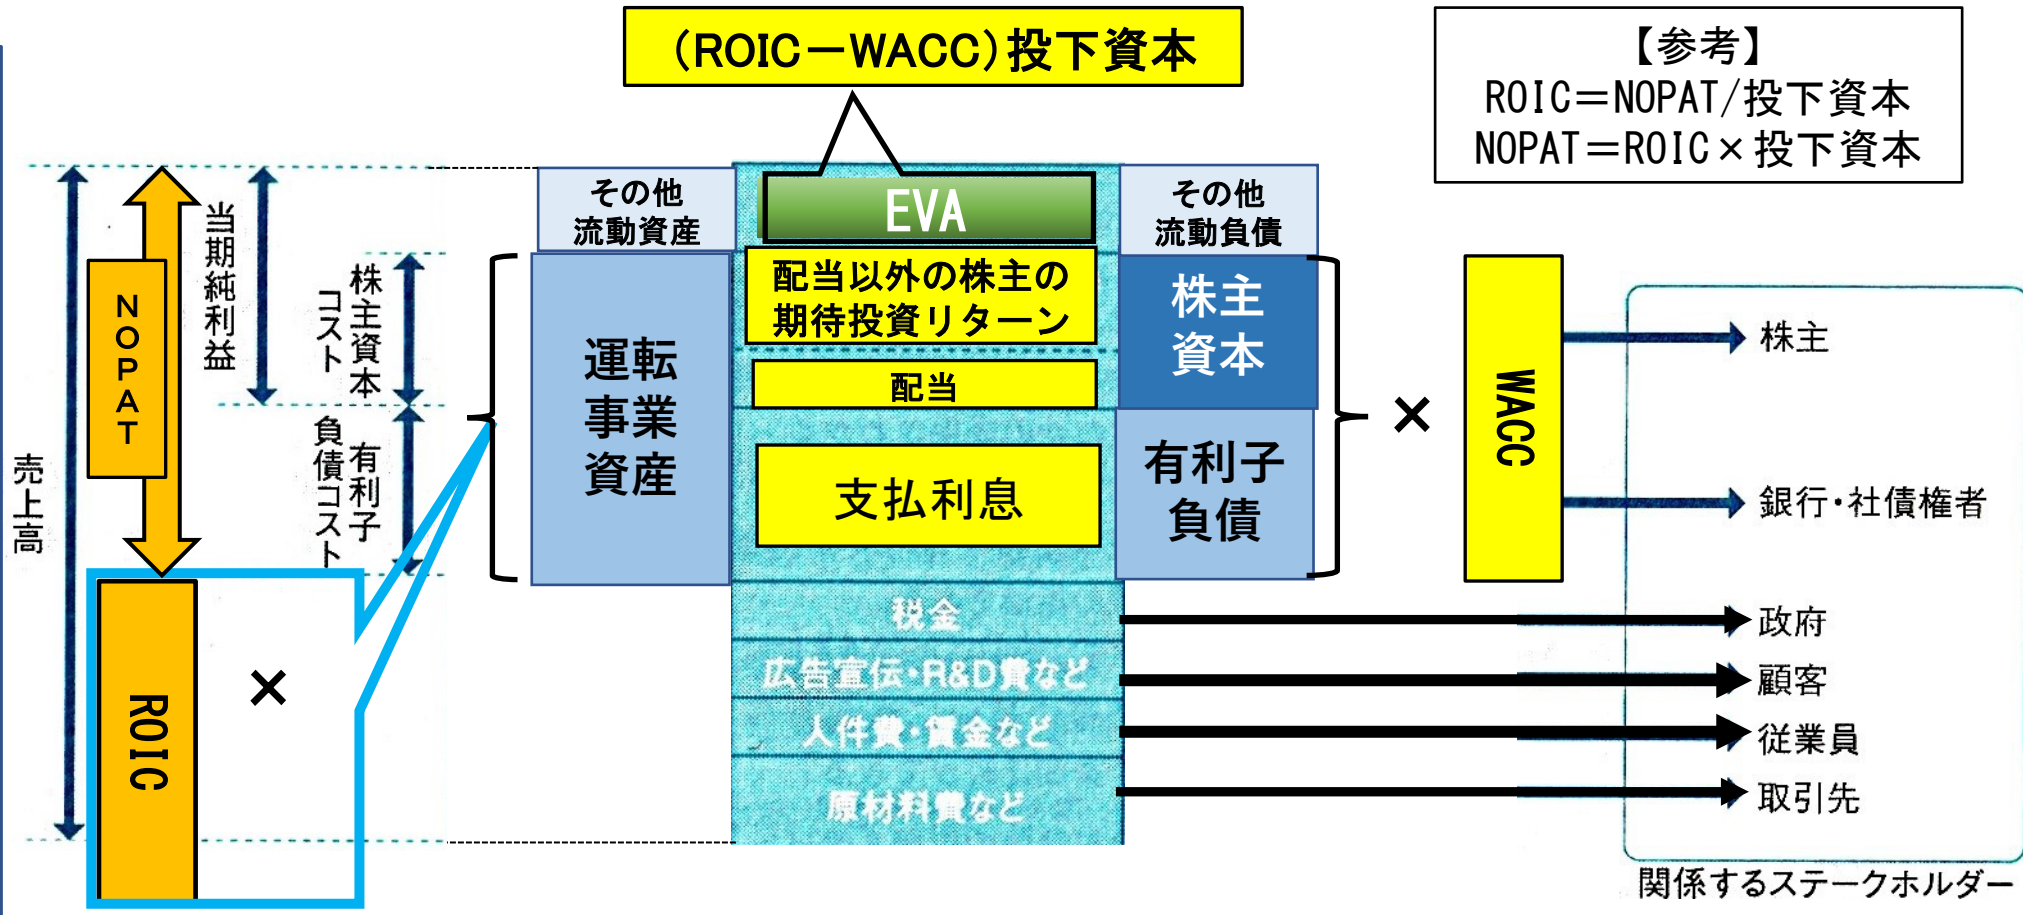 (ROIC－WACC)投下資本
【参考】
ROIC＝NOPAT/投下資本
NOPAT＝ROIC×投下資本
売上高
NOPAT
当期純利益
株主資本
コスト
有利子
負債コスト
ROIC
×
その他
流動資産
運転
事業
資産
EVA
配当以外の株主の
期待投資リターン
配当
支払利息
税金
広告宣伝・R&D費など
人件費・賃金など
原材料費など
その他
流動負債
株主
資本
有利子
負債
×
WACC
株主
銀行・社債権者
政府
顧客
従業員
取引先
関係するステークホルダー